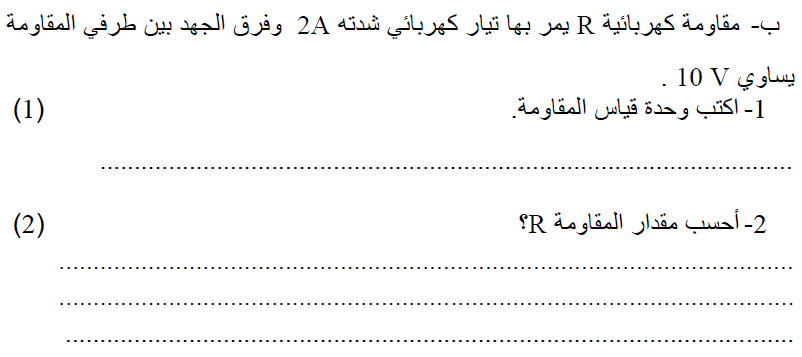 ب- مقاومة كهربائية R يمر بها تيار كهربائي شدته 2A وفرق الجهد بين طرفي المقاومة
يساوي 10 V .
1- اكتب وحدة قياس المقاومة. (1)
..........................................................................................
2- أحسب مقدار المقاومة R؟ (2)
..........................................................................................
..........................................................................................
..........................................................................................